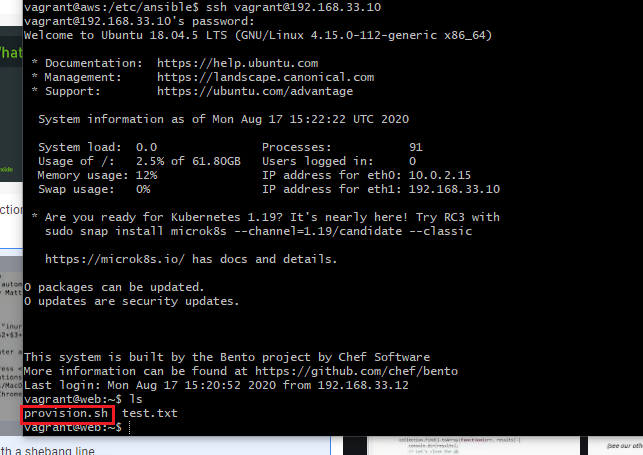 vagrant@aws:/etc/ansible$ ssh vagrant@192.168.33.10
vagrant@192.168.33.10's password:
Welcome to Ubuntu 18.04.5 LTS (GNU/Linux 4.15.0-112-generic x86_64)
* Documentation: https://help.ubuntu.com
* Management: https://landscape.canonical.com
* Support: https://ubuntu.com/advantage
System information as of Mon Aug 17 15:22:22 UTC 2020
System load: 0.0 Processes: 91
Usage of /: 2.5% of 61.80GB Users logged in: 0
Memory usage: 12% IP address for eth0: 10.0.2.15
Swap usage: 0% IP address for eth1: 192.168.33.10
* Are you ready for Kubernetes 1.19? It's nearly here! Try RC3 with
sudo snap install microk8s --channel=1.19/candidate --classic
https://microk8s.io/ has docs and details.
0 packages can be updated.
0 updates are security updates.
This system is built by the Bento project by Chef Software
More information can be found at https://github.com/chef/bento
Last login: Mon Aug 17 15:20:52 2020 from 192.168.33.12
vagrant@web:~$ ls
provision.sh test.txt
vagrant@web:~$
th a shebang line